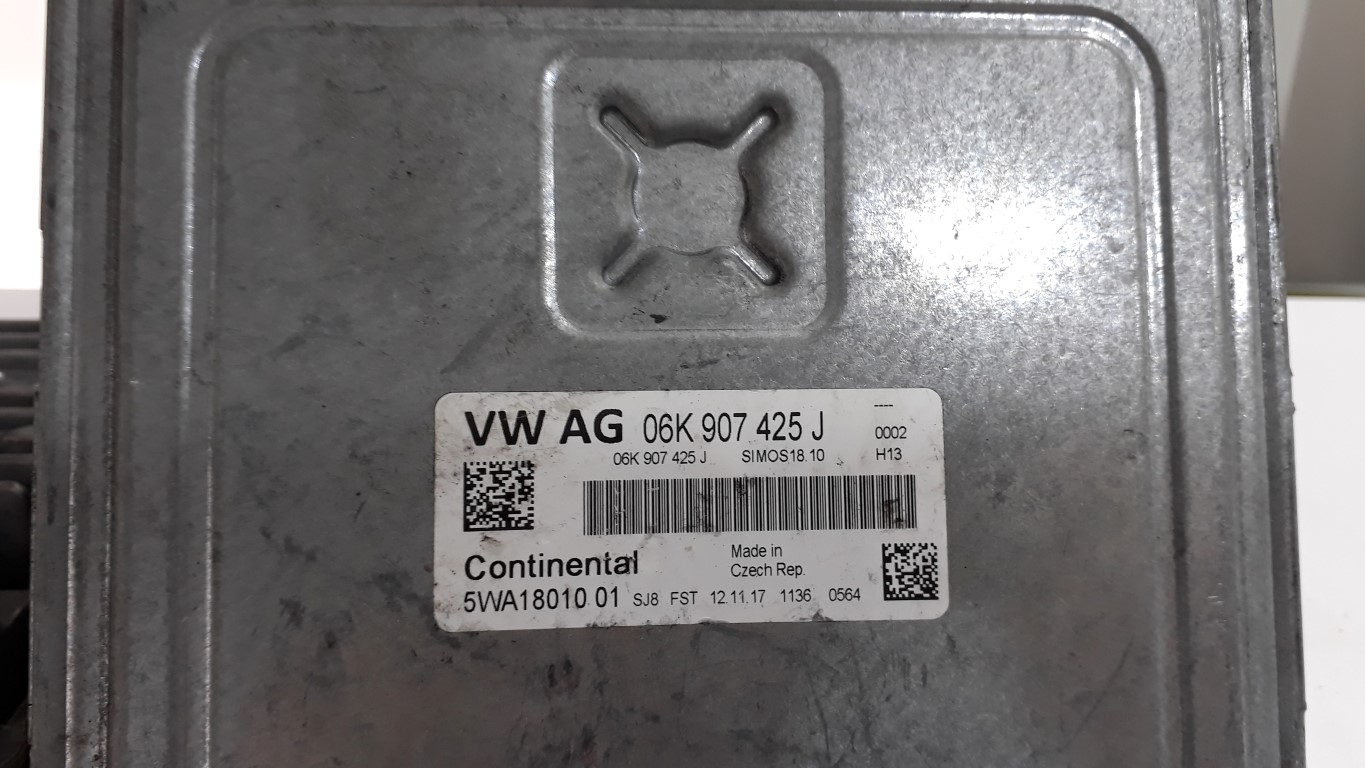 VW AG 06K 907 425 J
----
0002
06K 907 425 J SIMOS18.10 H13
Continental
Made in
Czech Rep.
5WA18010 01 SJ8 FST 12.11.17 1136 0564